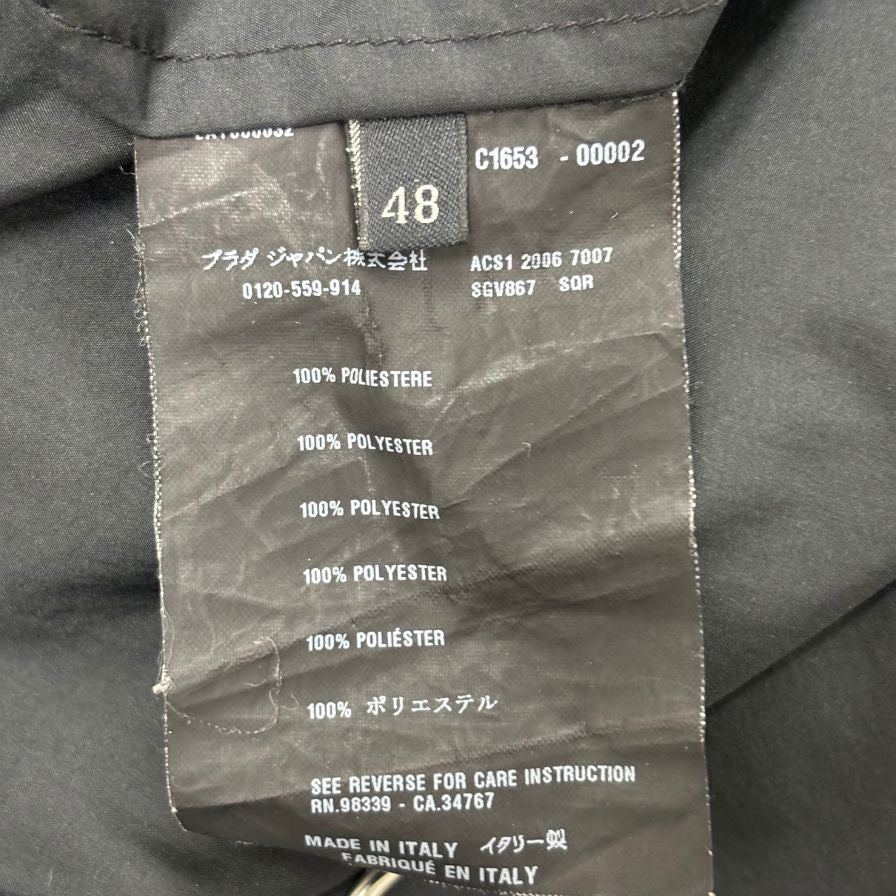 C1653 - 00002
48
プラダ ジャパン株式会社
0120-559-914
ACS1 2006 7007
SGV867 SQR
100% POLIESTERE
100% POLYESTER
100% POLYESTER
100% POLYESTER
100% POLIÉSTER
100% ポリエステル
SEE REVERSE FOR CARE INSTRUCTION
RN.98339 - CA.34767
MADE IN ITALY イタリー製
FABRIQUÉ EN ITALY